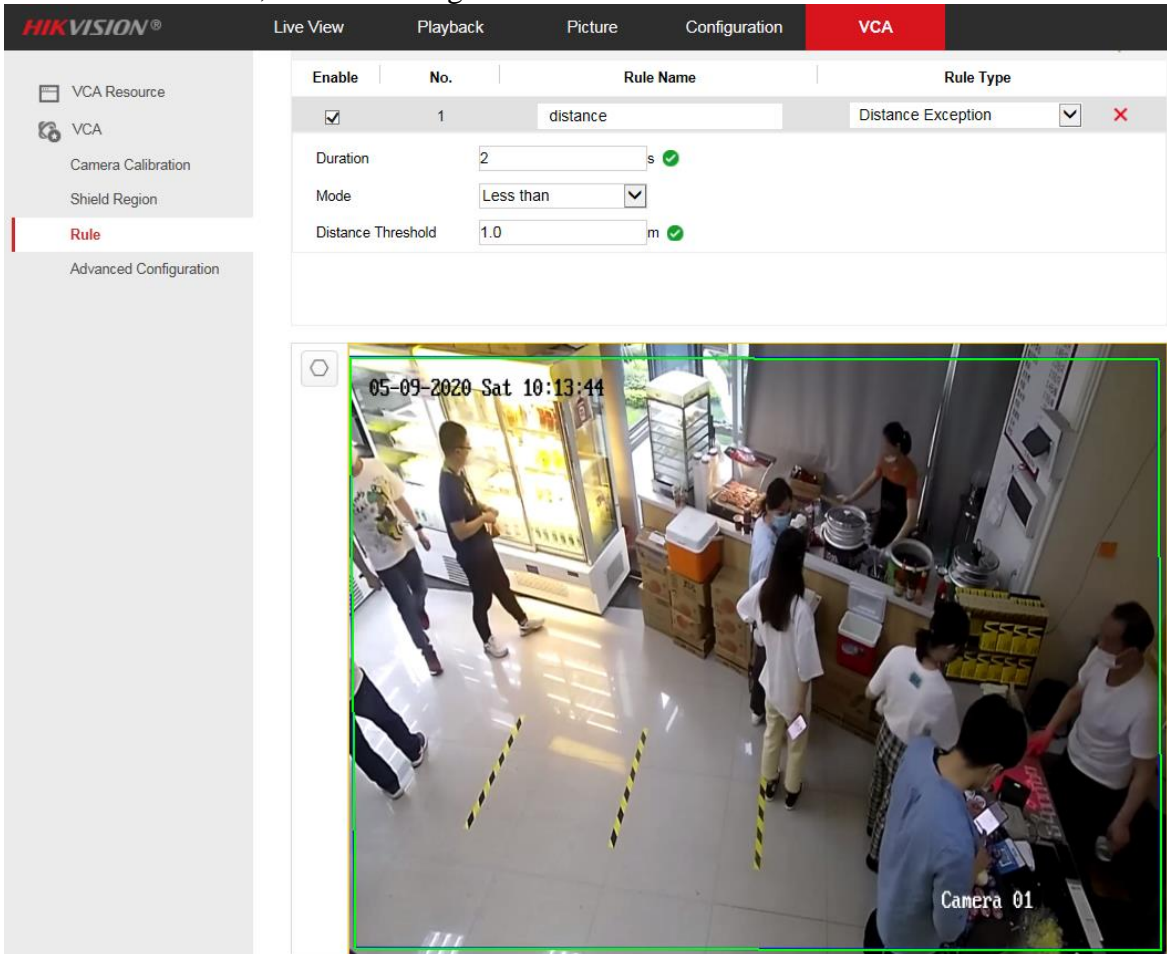 HIKVISION® Live View Playback Picture Configuration VCA
VCA Resource
VCA
Camera Calibration
Shield Region
Rule
Advanced Configuration
Enable No. Rule Name Rule Type
1 distance Distance Exception
Duration 2 s
Mode Less than
Distance Threshold 1.0 m
05-09-2020 Sat 10:13:44
Camera 01